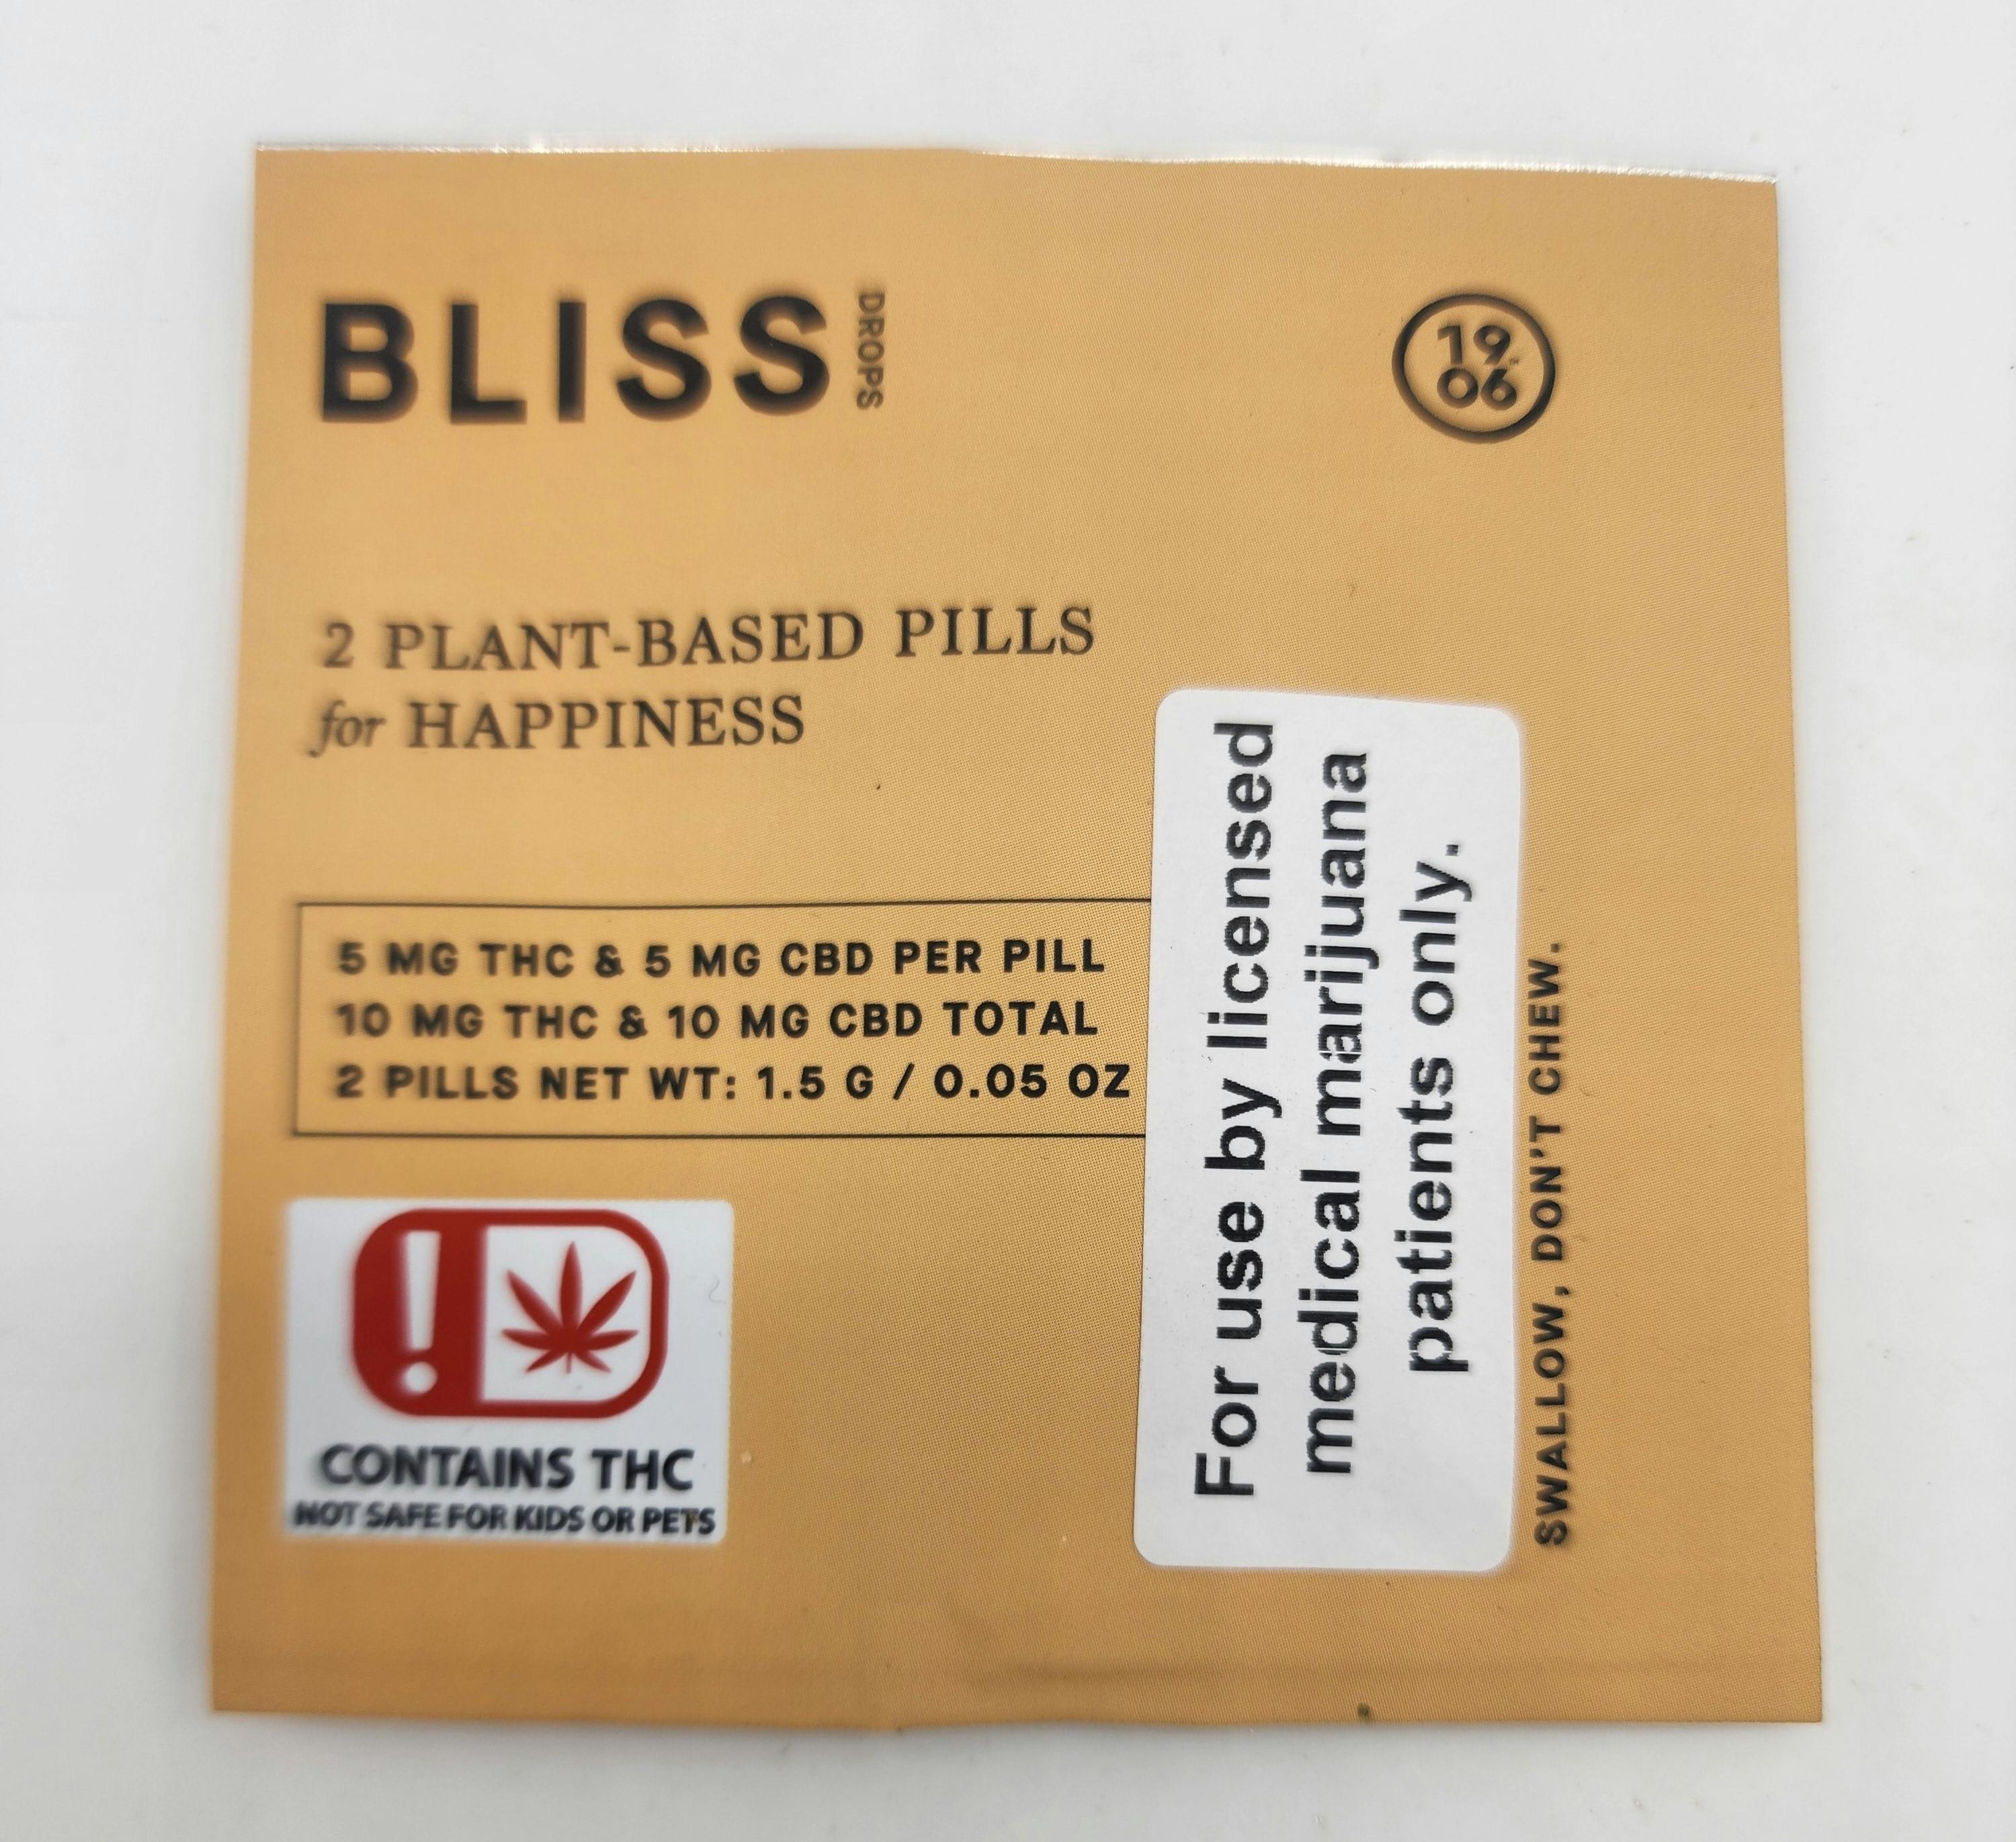 BLISS
DROPS
19
06
2 PLANT-BASED PILLS
for HAPPINESS
5 MG THC & 5 MG CBD PER PILL
10 MG THC & 10 MG CBD TOTAL
2 PILLS NET WT: 1.5 G / 0.05 OZ
CONTAINS THC
NOT SAFE FOR KIDS OR PETS
For use by licensed
medical marijuana
patients only.
SWALLOW, DON'T CHEW.